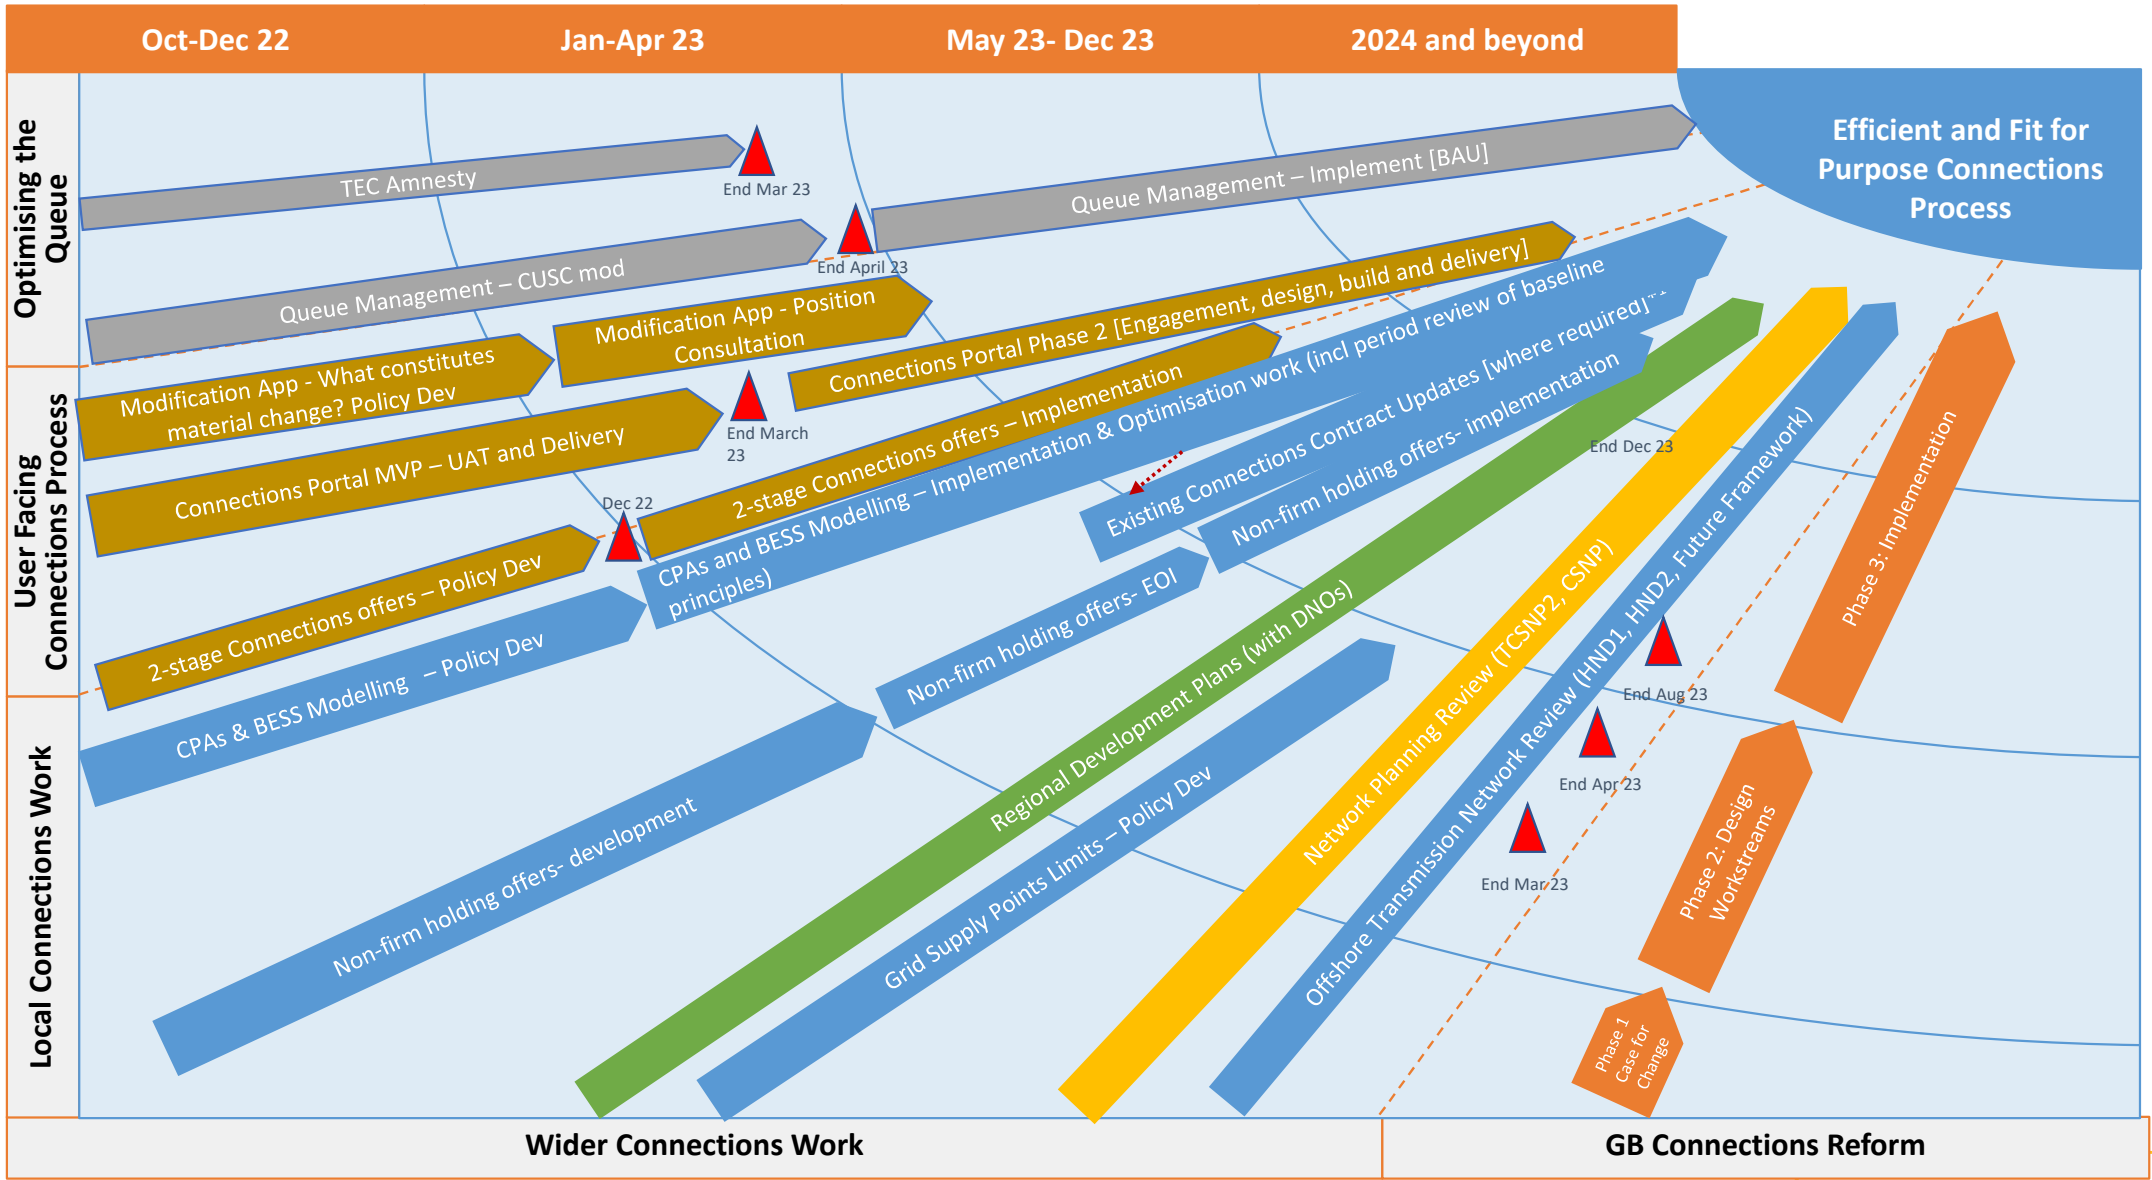 Oct-Dec 22
Jan-Apr 23
May 23- Dec 23
2024 and beyond
Efficient and Fit for
Purpose Connections
Process
Optimising the
Queue
TEC Amnesty
End Mar 23
Queue Management – CUSC mod
End April 23
Queue Management – Implement [BAU]
User Facing
Connections Process
Modification App - What constitutes
material change? Policy Dev
Modification App - Position
Consultation
Connections Portal MVP – UAT and Delivery
End March
23
Connections Portal Phase 2 [Engagement, design, build and delivery]
2-stage Connections offers – Policy Dev
Dec 22
2-stage Connections offers – Implementation
Local Connections Work
CPAs & BESS Modelling – Policy Dev
CPAs and BESS Modelling – Implementation & Optimisation work (incl period review of baseline
principles)
Existing Connections Contract Updates [where required]
Non-firm holding offers- development
Non-firm holding offers- EOI
Non-firm holding offers- implementation
Regional Development Plans (with DNOs)
End Dec 23
Grid Supply Points Limits – Policy Dev
Network Planning Review (TCSNP2, CSNP)
Offshore Transmission Network Review (HND1, HND2, Future Framework)
End Aug 23
End Apr 23
End Mar 23
Phase 1
Case for
Change
Phase 2: Design
Workstreams
Phase 3: Implementation
Wider Connections Work
GB Connections Reform